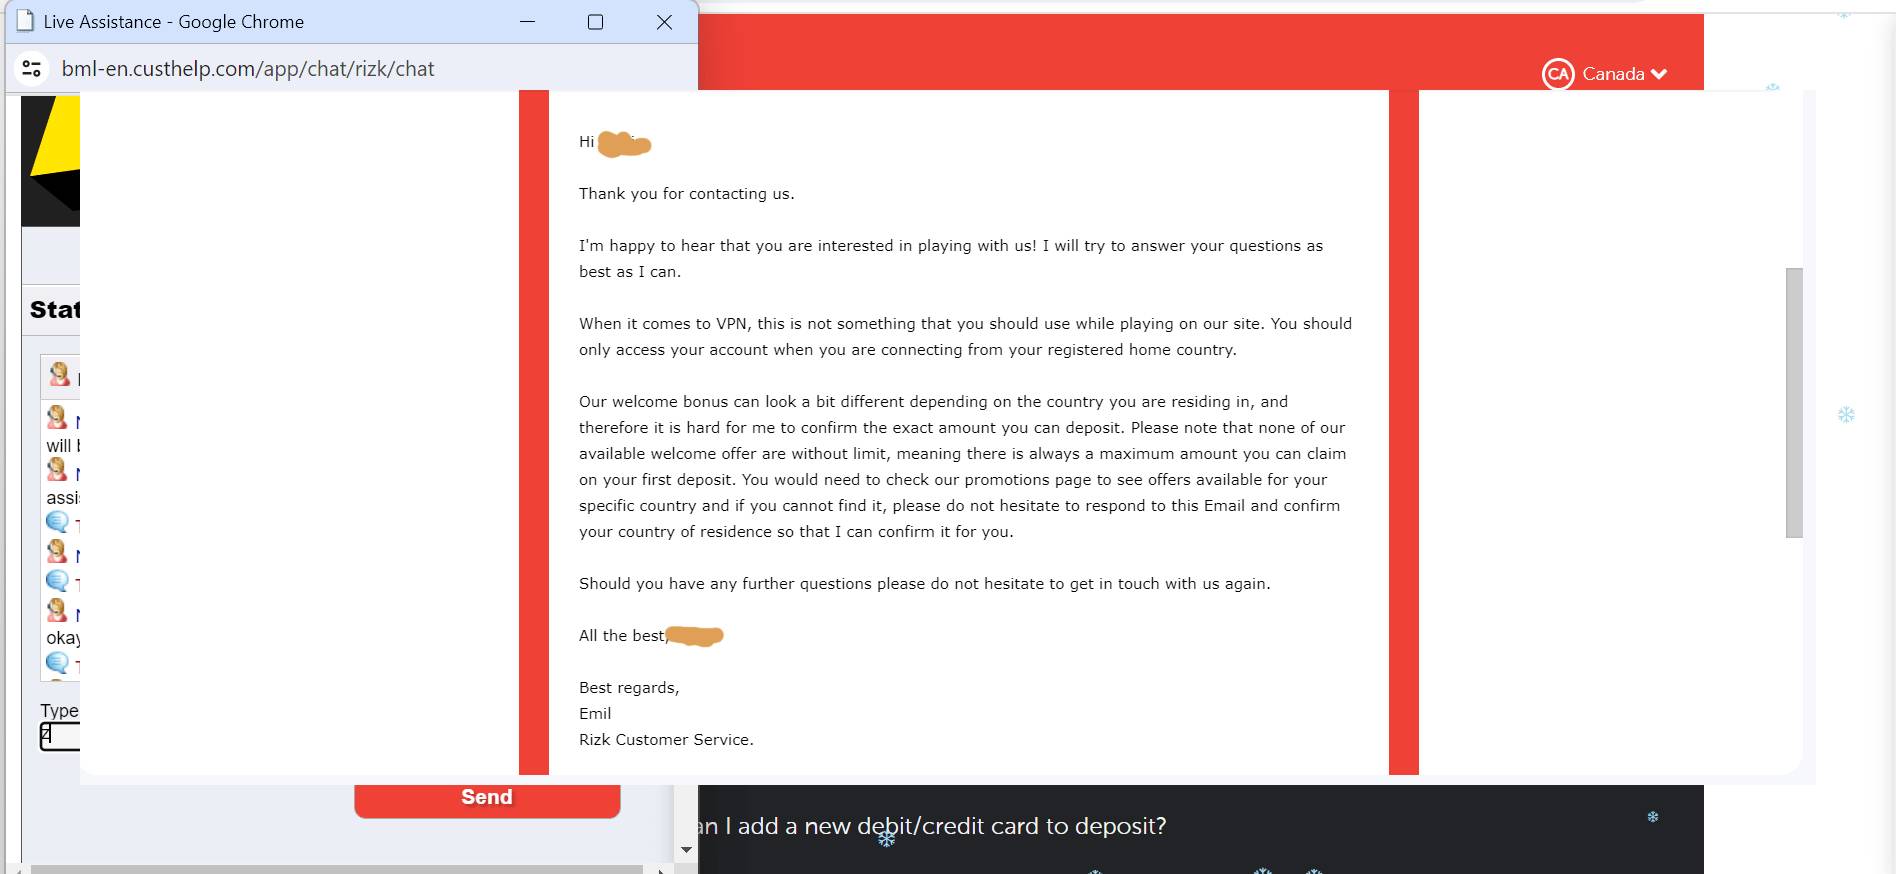 Live Assistance - Google Chrome
bml-en.custhelp.com/app/chat/rizk/chat
CA Canada
Hi
Thank you for contacting us.
I'm happy to hear that you are interested in playing with us! I will try to answer your questions as
best as I can.
When it comes to VPN, this is not something that you should use while playing on our site. You should
only access your account when you are connecting from your registered home country.
Our welcome bonus can look a bit different depending on the country you are residing in, and
therefore it is hard for me to confirm the exact amount you can deposit. Please note that none of our
available welcome offer are without limit, meaning there is always a maximum amount you can claim
on your first deposit. You would need to check our promotions page to see offers available for your
specific country and if you cannot find it, please do not hesitate to respond to this Email and confirm
your country of residence so that I can confirm it for you.
Should you have any further questions please do not hesitate to get in touch with us again.
All the best,
Best regards,
Emil
Rizk Customer Service.
Stat
will b
assi
okay
Type
z
Send
an I add a new debit/credit card to deposit?